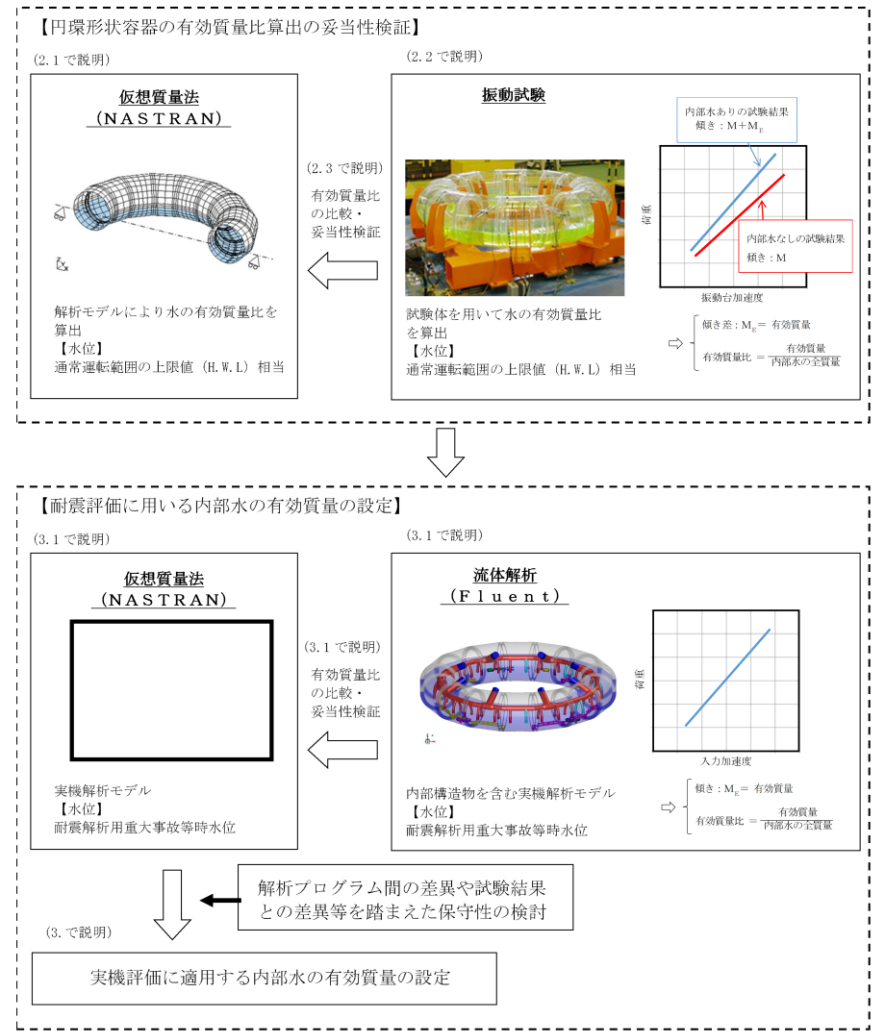 【円環形状容器の有効質量比算出の妥当性検証】
(2.1で説明)
仮想質量法
(NASTRAN)
解析モデルにより水の有効質量比を
算出
【水位】
通常運転範囲の上限値(H.W.L)相当
(2.3で説明)
有効質量比
の比較・
妥当性検証
(2.2で説明)
振動試験
試験体を用いて水の有効質量比
を算出
【水位】
通常運転範囲の上限値(H.W.L)相当
内部水ありの試験結果
傾き:M+M_E
内部水なしの試験結果
傾き:M
荷重
振動台加速度
傾き差:M_E= 有効質量
有効質量比 = 有効質量
内部水の全質量
【耐震評価に用いる内部水の有効質量の設定】
(3.1で説明)
仮想質量法
(NASTRAN)
実機解析モデル
【水位】
耐震解析用重大事故等時水位
(3.1で説明)
有効質量比
の比較・
妥当性検証
(3.1で説明)
流体解析
(Fluent)
内部構造物を含む実機解析モデル
【水位】
耐震解析用重大事故等時水位
荷重
入力加速度
傾き:M_E= 有効質量
有効質量比 = 有効質量
内部水の全質量
解析プログラム間の差異や試験結果
との差異等を踏まえた保守性の検討
(3.で説明)
実機評価に適用する内部水の有効質量の設定